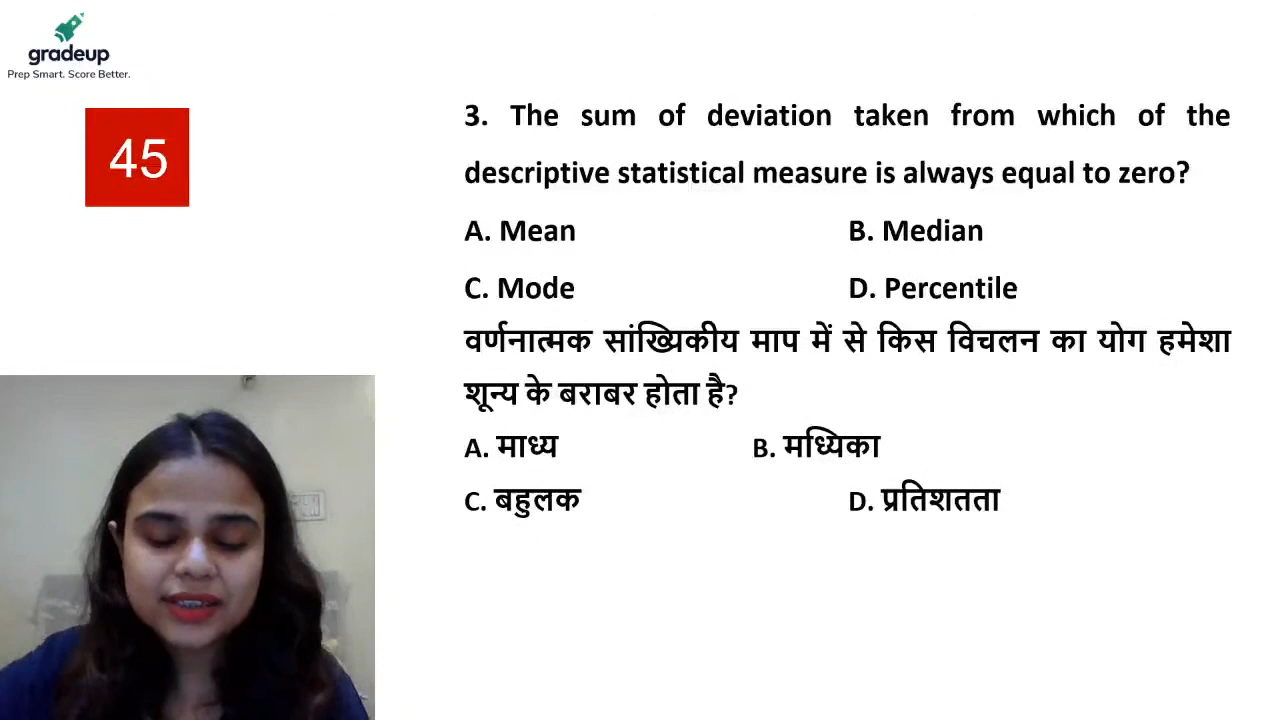 gradeup
Prep Smart. Score Better.
45
3. The sum of deviation taken from which of the
descriptive statistical measure is always equal to zero?
A. Mean B. Median
C. Mode D. Percentile
वर्णनात्मक सांख्यिकीय माप में से किस विचलन का योग हमेशा
शून्य के बराबर होता है?
A. माध्य B. मध्यिका
C. बहुलक D. प्रतिशतता